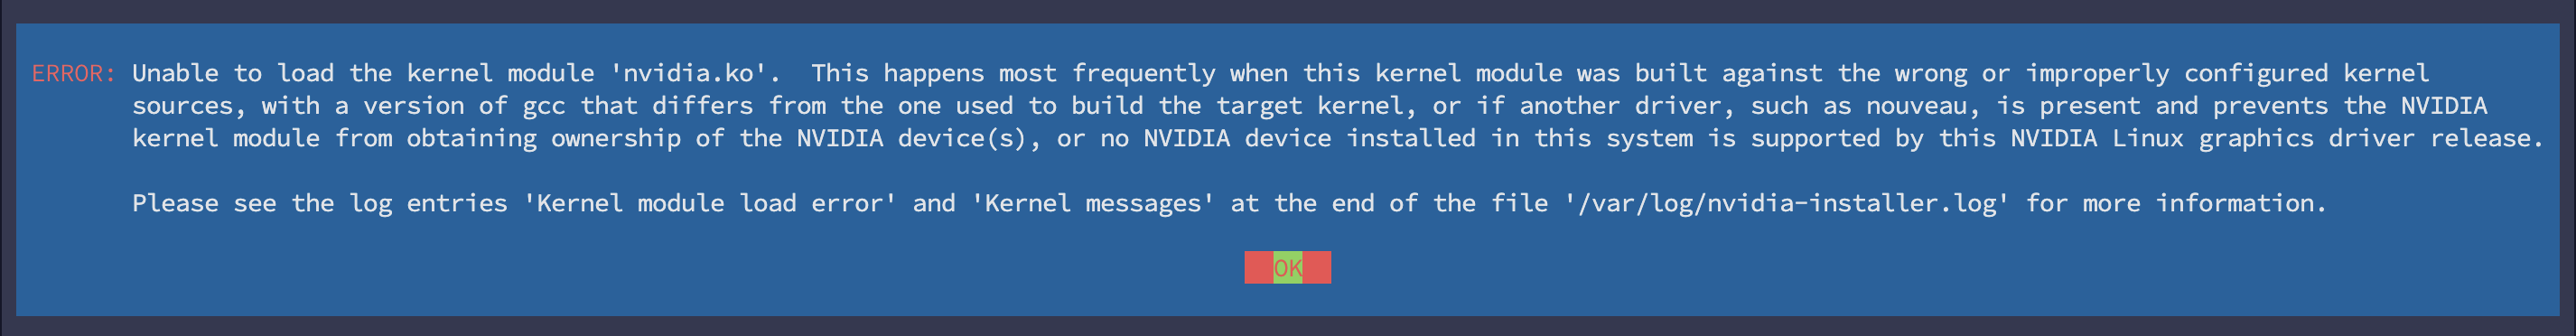 ERROR: Unable to load the kernel module 'nvidia.ko'.  This happens most frequently when this kernel module was built against the wrong or improperly configured kernel
sources, with a version of gcc that differs from the one used to build the target kernel, or if another driver, such as nouveau, is present and prevents the NVIDIA
kernel module from obtaining ownership of the NVIDIA device(s), or no NVIDIA device installed in this system is supported by this NVIDIA Linux graphics driver release.
Please see the log entries 'Kernel module load error' and 'Kernel messages' at the end of the file '/var/log/nvidia-installer.log' for more information.
OK